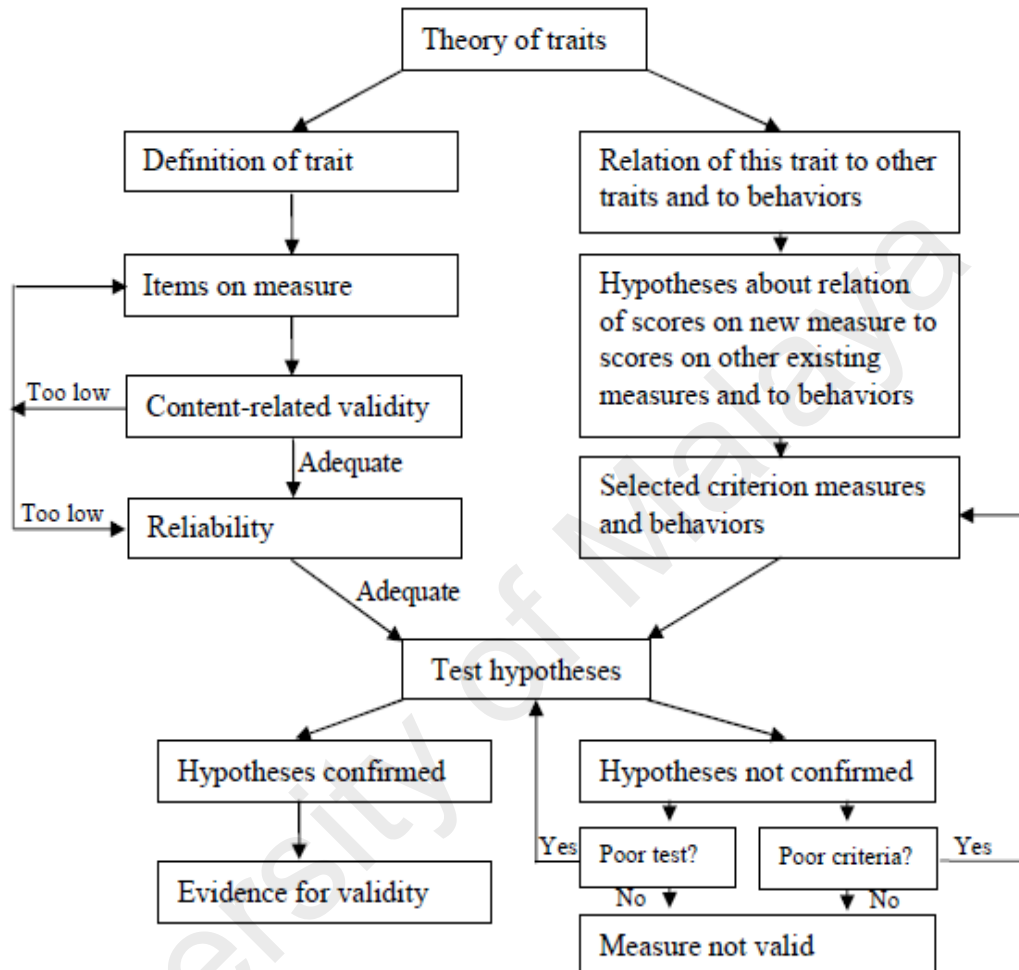 Theory of traits
Definition of trait
Relation of this trait to other
traits and to behaviors
Items on measure
Hypotheses about relation
of scores on new measure to
scores on other existing
measures and to behaviors
Too low
Content-related validity
Adequate
Selected criterion measures
and behaviors
Too low
Reliability
Adequate
Test hypotheses
Hypotheses confirmed
Hypotheses not confirmed
Yes
Poor test?
Poor criteria?
Yes
Evidence for validity
No
No
Measure not valid
ersity of Malaya